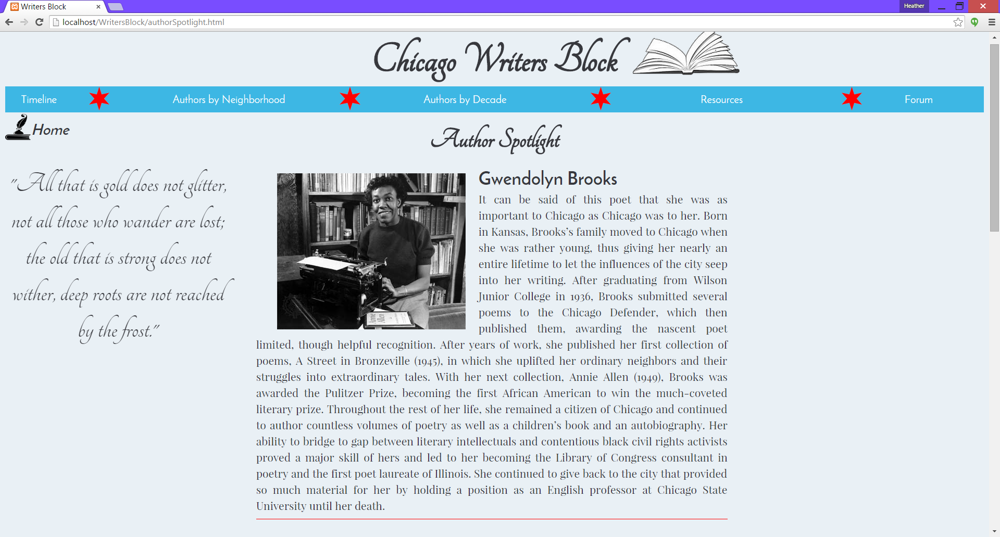 Writers Block
Heather
localhost/WritersBlock/authorSpotlight.html
Chicago Writers Block
Timeline
Authors by Neighborhood
Authors by Decade
Resources
Forum
Home
Author Spotlight
"All that is gold does not glitter,
not all those who wander are lost;
the old that is strong does not
wither, deep roots are not reached
by the frost."
Annie
Allen
Gwendolyn Brooks
It can be said of this poet that she was as
important to Chicago as Chicago was to her. Born
in Kansas, Brooks’s family moved to Chicago when
she was rather young, thus giving her nearly an
entire lifetime to let the influences of the city seep
into her writing. After graduating from Wilson
Junior College in 1936, Brooks submitted several
poems to the Chicago Defender, which then
published them, awarding the nascent poet
limited, though helpful recognition. After years of work, she published her first collection of
poems, A Street in Bronzeville (1945), in which she uplifted her ordinary neighbors and their
struggles into extraordinary tales. With her next collection, Annie Allen (1949), Brooks was
awarded the Pulitzer Prize, becoming the first African American to win the much-coveted
literary prize. Throughout the rest of her life, she remained a citizen of Chicago and continued
to author countless volumes of poetry as well as a children’s book and an autobiography. Her
ability to bridge to gap between literary intellectuals and contentious black civil rights activists
proved a major skill of hers and led to her becoming the Library of Congress consultant in
poetry and the first poet laureate of Illinois. She continued to give back to the city that provided
so much material for her by holding a position as an English professor at Chicago State
University until her death.